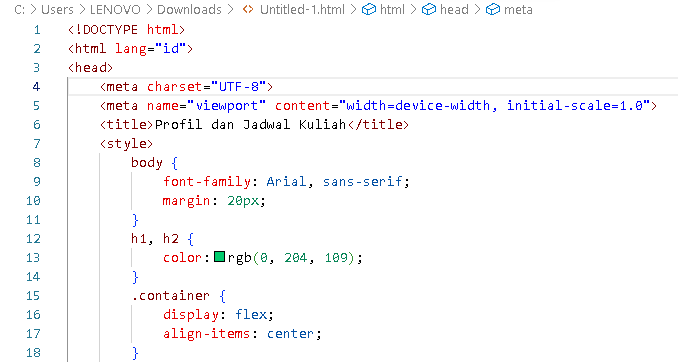 C: > Users > LENOVO > Downloads > <> Untitled-1.html > html > head > meta
1 <!DOCTYPE html>
2 <html lang="id">
3 <head>
4 <meta charset="UTF-8">
5 <meta name="viewport" content="width=device-width, initial-scale=1.0">
6 <title>Profil dan Jadwal Kuliah</title>
7 <style>
8 body {
9 font-family: Arial, sans-serif;
10 margin: 20px;
11 }
12 h1, h2 {
13 color: rgb(0, 204, 109);
14 }
15 .container {
16 display: flex;
17 align-items: center;
18 }